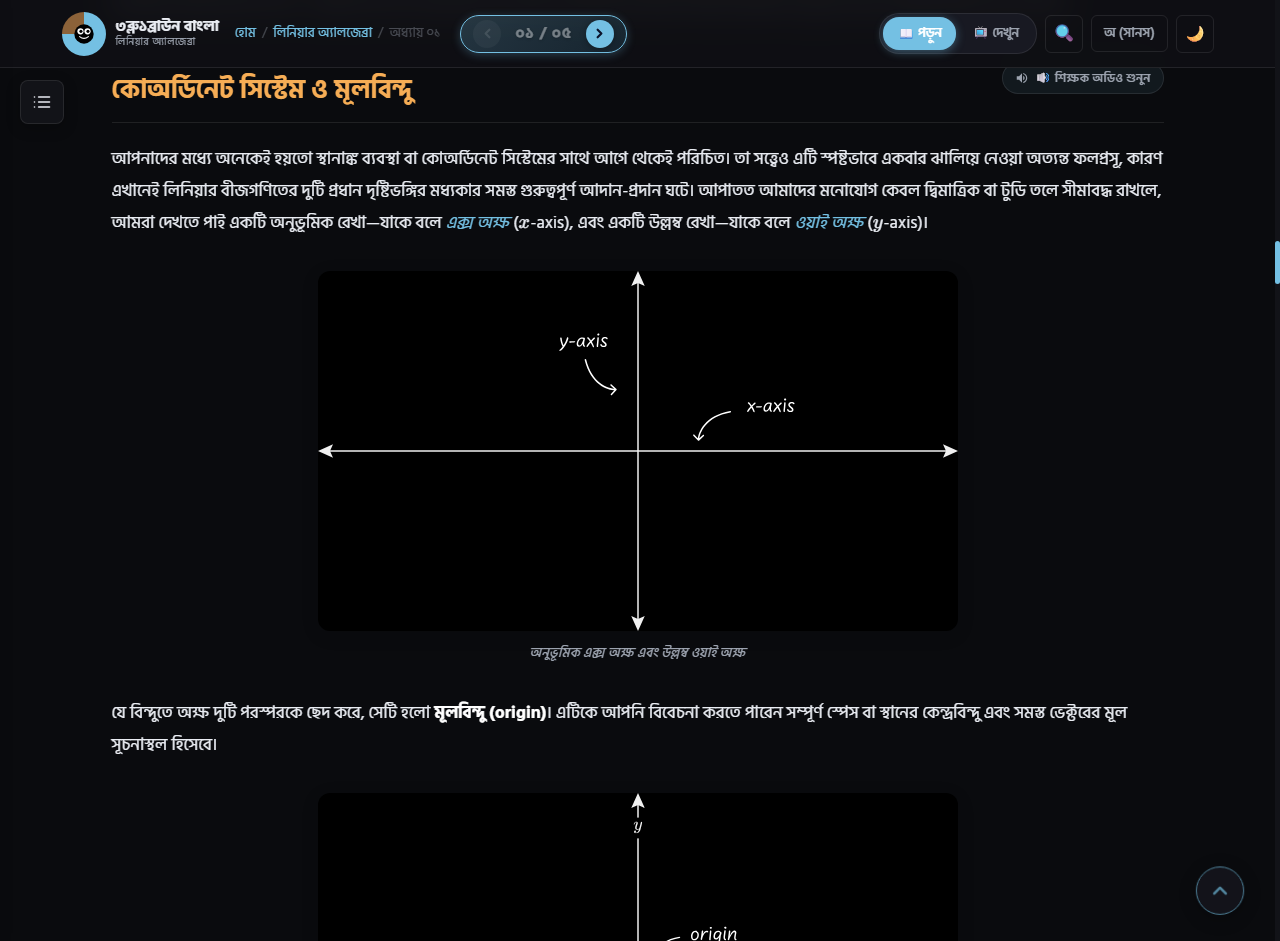 ৩ব্লু১ব্রাউন বাংলা
লিনিয়ার অ্যালজেব্রা
হোম / লিনিয়ার অ্যালজেব্রা / অধ্যায় ০১
০১ / ০৫
পড়ুন
দেখুন
অ (সানস)
কোঅর্ডিনেট সিস্টেম ও মূলবিন্দু
শিক্ষক অডিও শুনুন
আপনাদের মধ্যে অনেকেই হয়তো স্থানাঙ্ক ব্যবস্থা বা কোঅর্ডিনেট সিস্টেমের সাথে আগে থেকেই পরিচিত। তা সত্ত্বেও এটি স্পষ্টভাবে একবার ঝালিয়ে নেওয়া অত্যন্ত ফলপ্রসূ, কারণ
এখানেই লিনিয়ার বীজগণিতের দুটি প্রধান দৃষ্টিভঙ্গির মধ্যকার সমস্ত গুরুত্বপূর্ণ আদান-প্রদান ঘটে। আপাতত আমাদের মনোযোগ কেবল দ্বিমাত্রিক বা টুডি তলে সীমাবদ্ধ রাখলে,
আমরা দেখতে পাই একটি অনুভূমিক রেখা—যাকে বলে এক্স অক্ষ (x-axis), এবং একটি উল্লম্ব রেখা—যাকে বলে ওয়াই অক্ষ (y-axis)।
y-axis
x-axis
অনুভূমিক এক্স অক্ষ এবং উল্লম্ব ওয়াই অক্ষ
যে বিন্দুতে অক্ষ দুটি পরস্পরকে ছেদ করে, সেটি হলো মূলবিন্দু (origin)। এটিকে আপনি বিবেচনা করতে পারেন সম্পূর্ণ স্পেস বা স্থানের কেন্দ্রবিন্দু এবং সমস্ত ভেক্টরের মূল
সূচনাস্থল হিসেবে।
y
origin